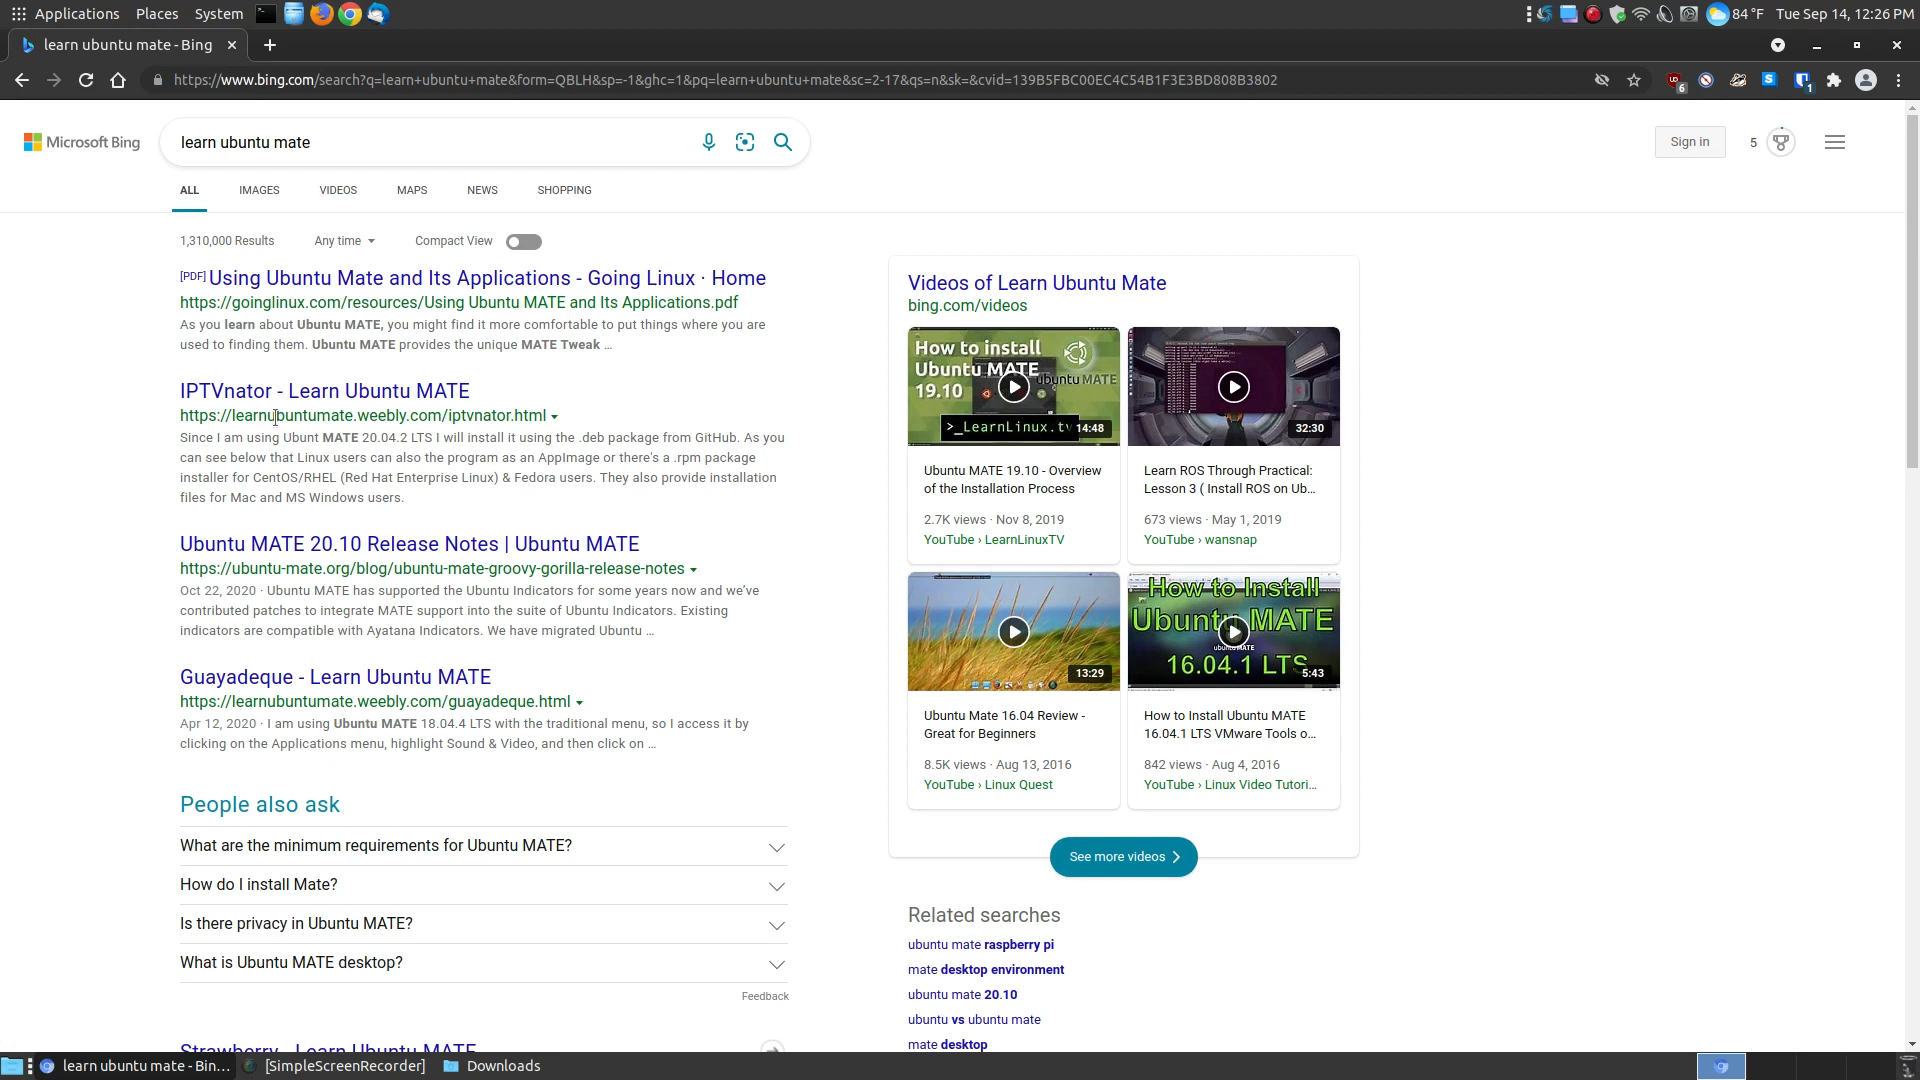 Applications Places System
84 °F Tue Sep 14, 12:26 PM
learn ubuntu mate - Bing
https://www.bing.com/search?q=learn+ubuntu+mate&form=QBLH&sp=-1&ghc=1&pq=learn+ubuntu+mate&sc=2-17&qs=n&sk=&cvid=139B5FBC00EC4C54B1F3E3BD808B3802
6
1
Microsoft Bing
learn ubuntu mate
Sign in
5
ALL IMAGES VIDEOS MAPS NEWS SHOPPING
1,310,000 Results Any time Compact View
[PDF] Using Ubuntu Mate and Its Applications - Going Linux · Home
https://goinglinux.com/resources/Using Ubuntu MATE and Its Applications.pdf
As you learn about Ubuntu MATE, you might find it more comfortable to put things where you are
used to finding them. Ubuntu MATE provides the unique MATE Tweak ...
IPTVnator - Learn Ubuntu MATE
https://learnubuntumate.weebly.com/iptvnator.html
Since I am using Ubunt MATE 20.04.2 LTS I will install it using the .deb package from GitHub. As you
can see below that Linux users can also the program as an AppImage or there's a .rpm package
installer for CentOS/RHEL (Red Hat Enterprise Linux) & Fedora users. They also provide installation
files for Mac and MS Windows users.
Ubuntu MATE 20.10 Release Notes | Ubuntu MATE
https://ubuntu-mate.org/blog/ubuntu-mate-groovy-gorilla-release-notes
Oct 22, 2020 · Ubuntu MATE has supported the Ubuntu Indicators for some years now and we've
contributed patches to integrate MATE support into the suite of Ubuntu Indicators. Existing
indicators are compatible with Ayatana Indicators. We have migrated Ubuntu ...
Guayadeque - Learn Ubuntu MATE
https://learnubuntumate.weebly.com/guayadeque.html
Apr 12, 2020 · I am using Ubuntu MATE 18.04.4 LTS with the traditional menu, so I access it by
clicking on the Applications menu, highlight Sound & Video, and then click on ...
People also ask
What are the minimum requirements for Ubuntu MATE?
How do I install Mate?
Is there privacy in Ubuntu MATE?
What is Ubuntu MATE desktop?
Feedback
Strawberry - Learn Ubuntu MATE
Videos of Learn Ubuntu Mate
bing.com/videos
How to install
Ubuntu MATE
19.10
ubuntu MATE
>_LearnLinux.tv
14:48
Ubuntu MATE 19.10 - Overview
of the Installation Process
2.7K views · Nov 8, 2019
YouTube › LearnLinuxTV
32:30
Learn ROS Through Practical:
Lesson 3 ( Install ROS on Ub...
673 views · May 1, 2019
YouTube › wansnap
13:29
Ubuntu Mate 16.04 Review -
Great for Beginners
8.5K views · Aug 13, 2016
YouTube › Linux Quest
How to Install
Ubuntu MATE
ubuntu MATE
16.04.1 LTS
5:43
How to Install Ubuntu MATE
16.04.1 LTS VMware Tools o...
842 views · Aug 4, 2016
YouTube › Linux Video Tutori...
See more videos
Related searches
ubuntu mate raspberry pi
mate desktop environment
ubuntu mate 20.10
ubuntu vs ubuntu mate
mate desktop
learn ubuntu mate - Bin... [SimpleScreenRecorder] Downloads